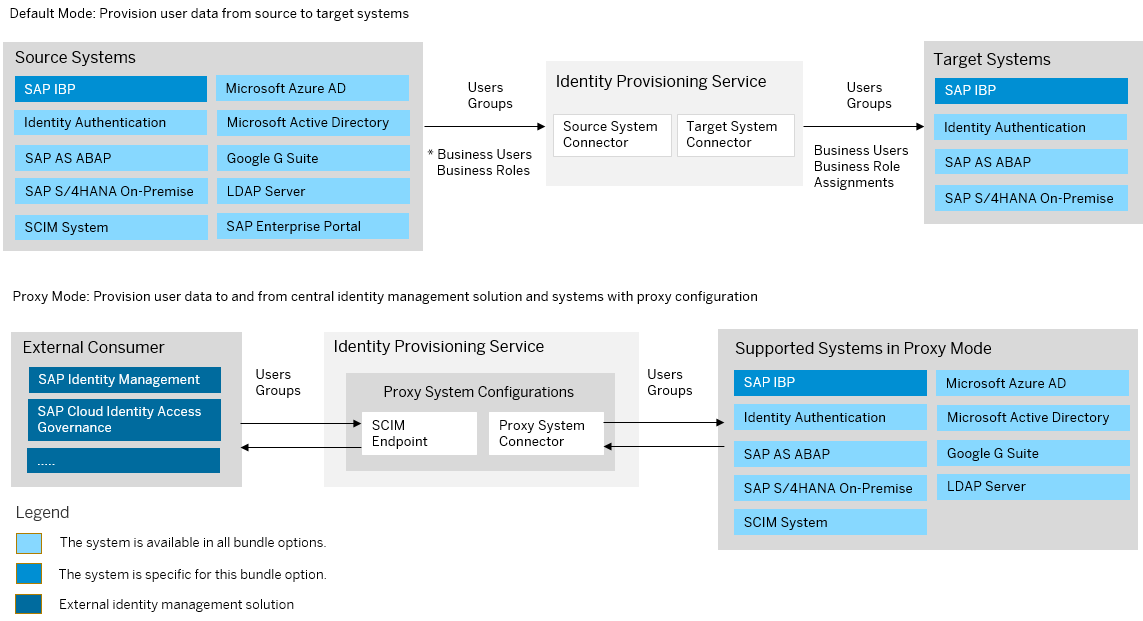 Default Mode: Provision user data from source to target systems
Source Systems
SAP IBP
Identity Authentication
SAP AS ABAP
SAP S/4HANA On-Premise
SCIM System
Microsoft Azure AD
Microsoft Active Directory
Google G Suite
LDAP Server
SAP Enterprise Portal
Users
Groups
* Business Users
Business Roles
Identity Provisioning Service
Source System
Connector
Target System
Connector
Users
Groups
Business Users
Business Role
Assignments
Target Systems
SAP IBP
Identity Authentication
SAP AS ABAP
SAP S/4HANA On-Premise
Proxy Mode: Provision user data to and from central identity management solution and systems with proxy configuration
External Consumer
SAP Identity Management
SAP Cloud Identity Access
Governance
.....
Users
Groups
Identity Provisioning Service
Proxy System Configurations
SCIM
Endpoint
Proxy System
Connector
Users
Groups
Supported Systems in Proxy Mode
SAP IBP
Identity Authentication
SAP AS ABAP
SAP S/4HANA On-Premise
SCIM System
Microsoft Azure AD
Microsoft Active Directory
Google G Suite
LDAP Server
Legend
The system is available in all bundle options.
The system is specific for this bundle option.
External identity management solution